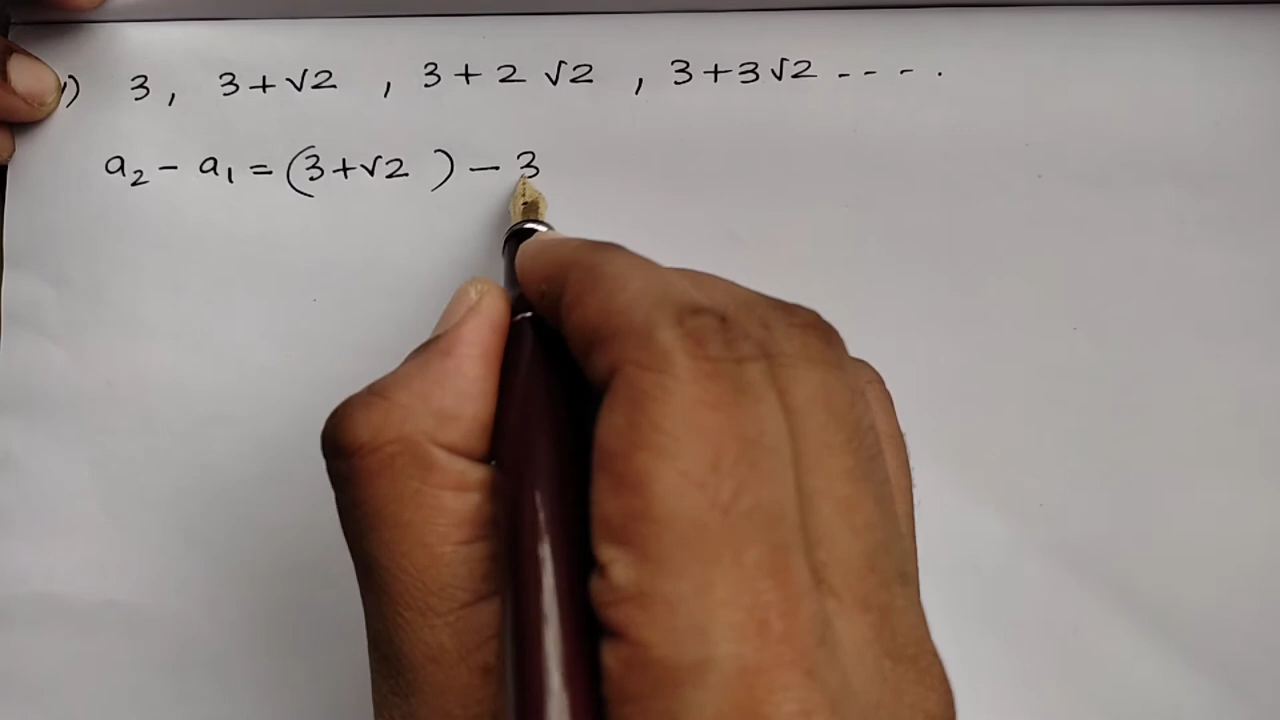 ) 3, 3+√2 , 3+2√2 , 3+3√2 - - - .
a₂ - a₁ = (3+√2 ) - 3